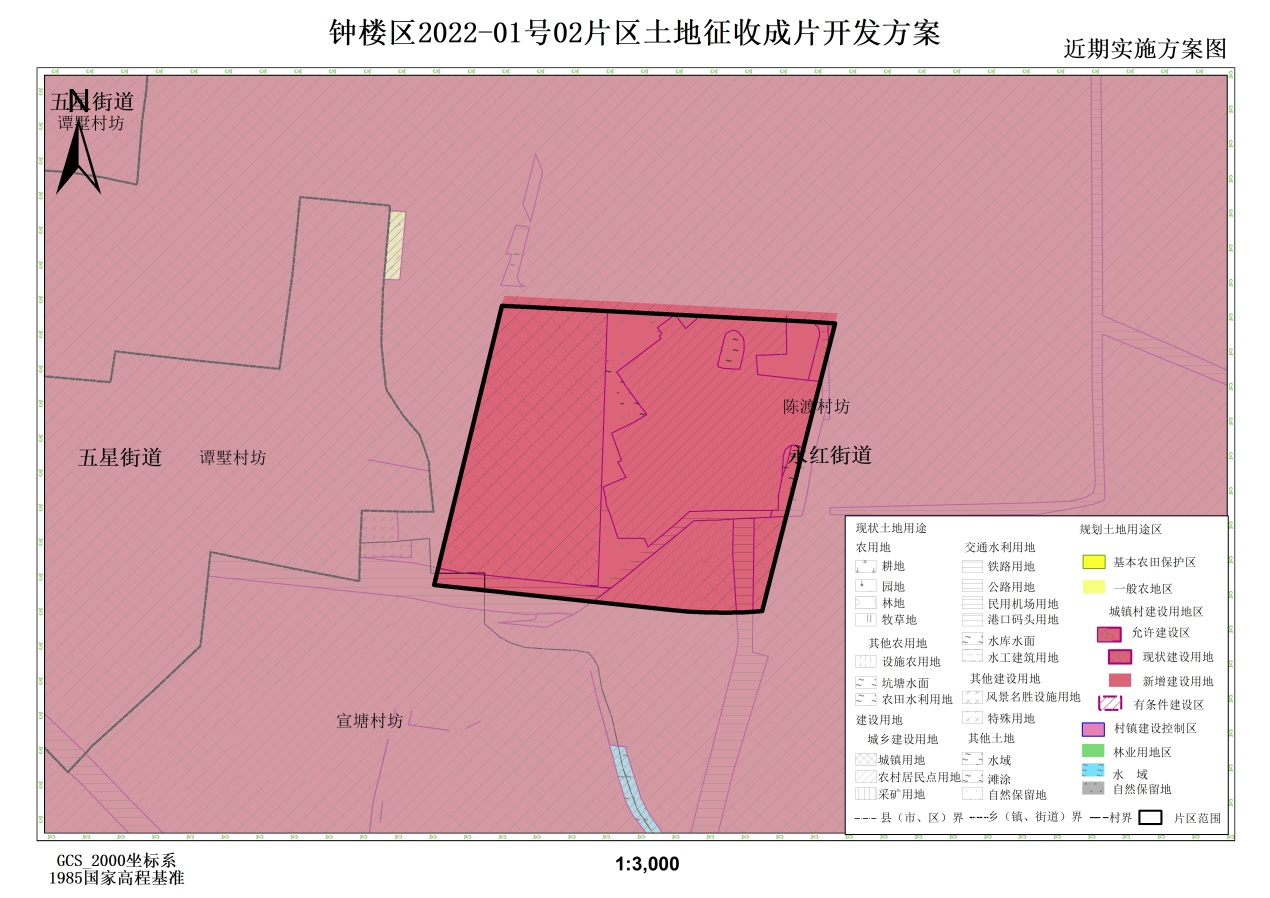 钟楼区2022-01号02片区土地征收成片开发方案
近期实施方案图
五星街道
N
谭墅村坊
陈渡村坊
永红街道
五星街道
谭墅村坊
宣塘村坊
现状土地用途
农用地
耕地
园地
林地
牧草地
其他农用地
设施农用地
坑塘水面
农田水利用地
建设用地
城乡建设用地
城镇用地
农村居民点用地
采矿用地
交通水利用地
铁路用地
公路用地
民用机场用地
港口码头用地
水库水面
水工建筑用地
其他建设用地
风景名胜设施用地
特殊用地
其他土地
水域
滩涂
自然保留地
规划土地用途区
基本农田保护区
一般农地区
城镇村建设用地区
允许建设区
现状建设用地
新增建设用地
有条件建设区
村镇建设控制区
林业用地区
水 域
自然保留地
县（市、区）界
乡（镇、街道）界
村界
片区范围
GCS_2000坐标系
1985国家高程基准
1:3,000